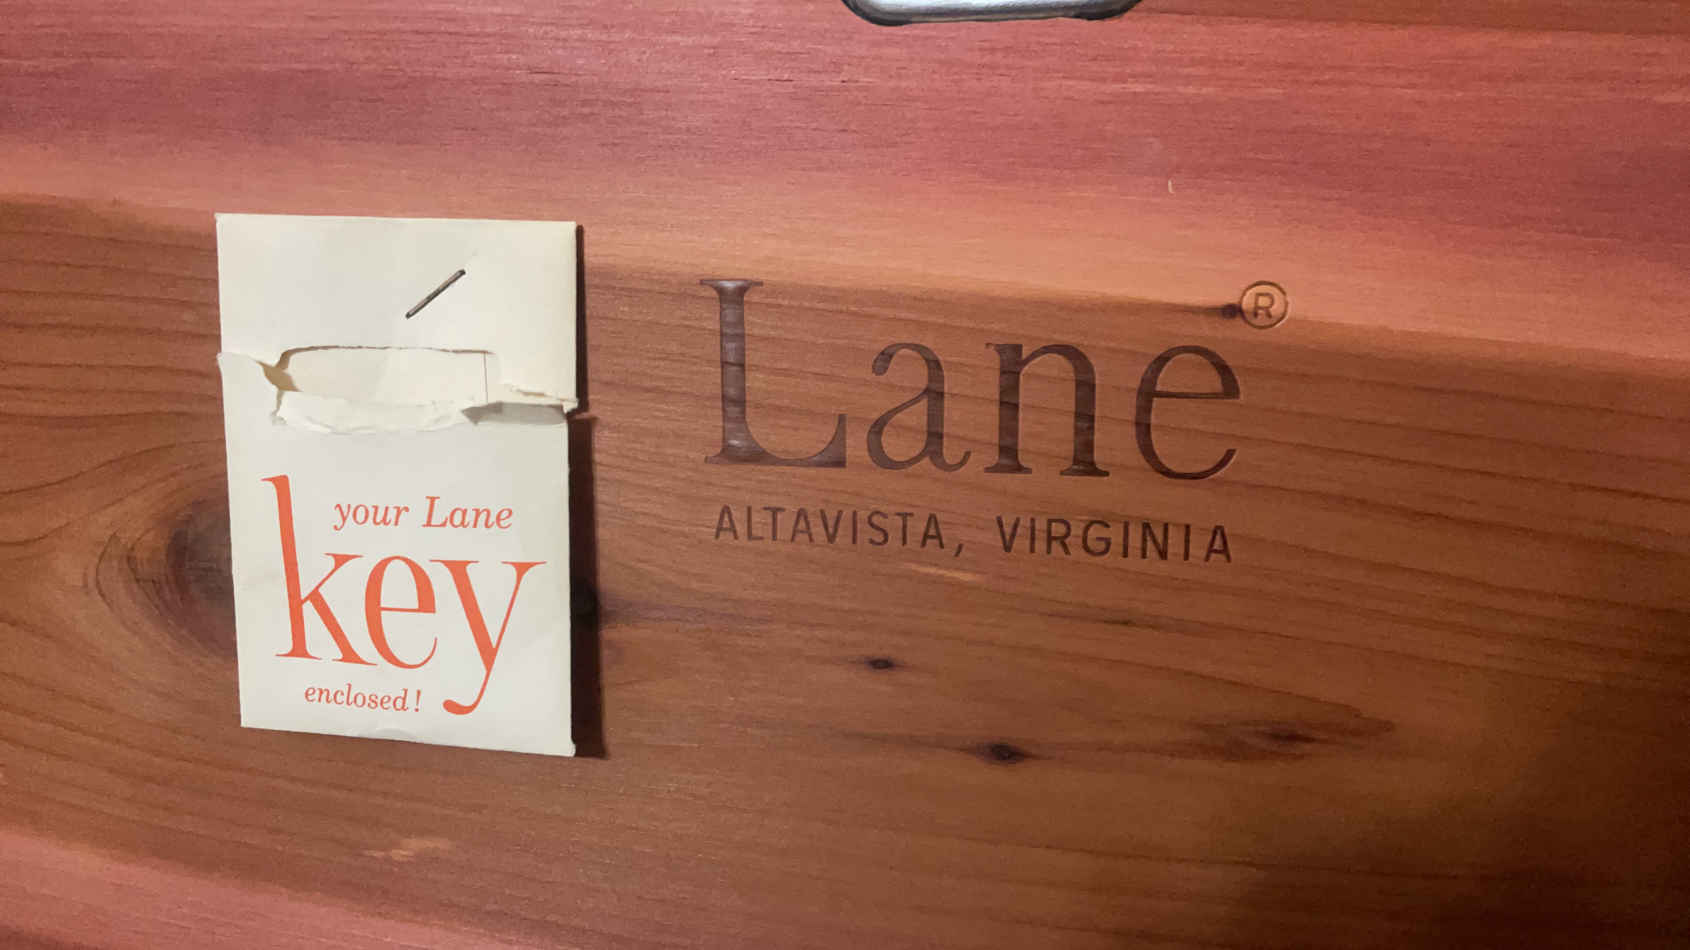 your Lane
key
enclosed!
Lane®
ALTAVISTA, VIRGINIA